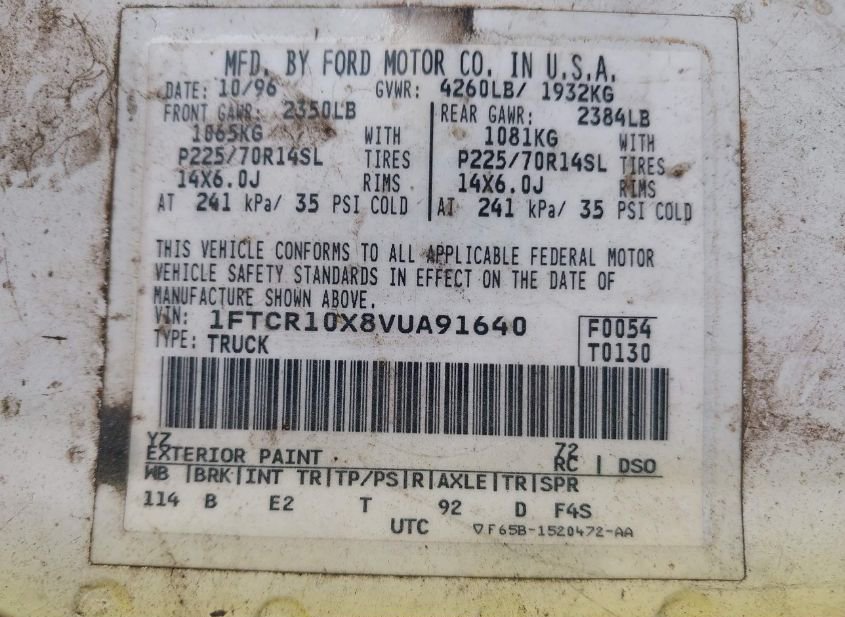 MFD. BY FORD MOTOR CO. IN U.S.A.
DATE: 10/96 GVWR: 4260LB/ 1932KG
FRONT GAWR: 2350LB REAR GAWR: 2384LB
1065KG WITH 1081KG WITH
P225/70R14SL TIRES P225/70R14SL TIRES
14X6.0J RIMS 14X6.0J RIMS
AT 241 kPa/ 35 PSI COLD AT 241 kPa/ 35 PSI COLD
THIS VEHICLE CONFORMS TO ALL APPLICABLE FEDERAL MOTOR
VEHICLE SAFETY STANDARDS IN EFFECT ON THE DATE OF
MANUFACTURE SHOWN ABOVE.
VIN: 1FTCR10X8VUA91640 F0054
TYPE: TRUCK T0130
YZ 72
EXTERIOR PAINT RC | DSO
WB |BRK|INT TR|TP/PS|R|AXLE|TR|SPR
114 B E2 T 92 D F4S
UTC ▽F65B-1520472-AA